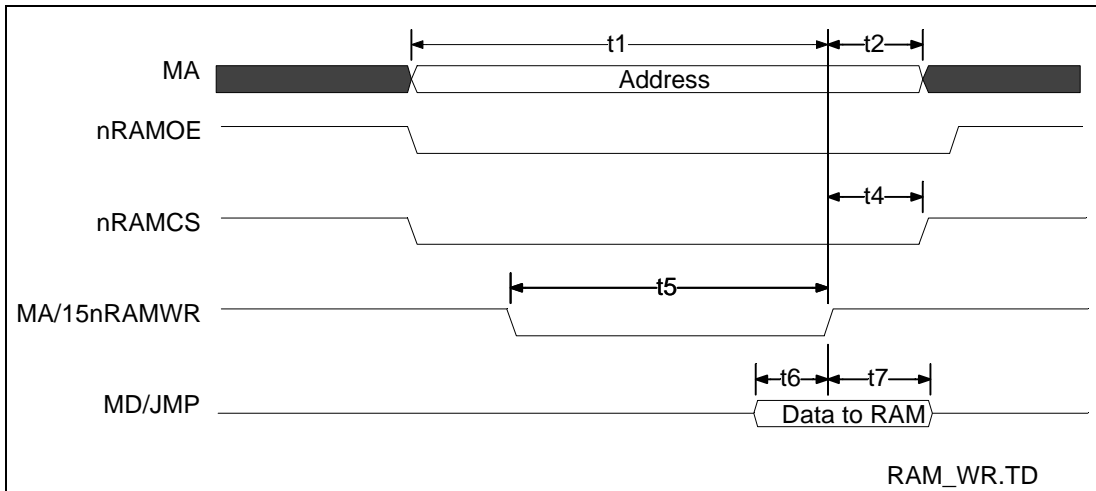 t1
t2
MA
Address
nRAMOE
t4
nRAMCS
t5
MA/15nRAMWR
t6
t7
MD/JMP
Data to RAM
RAM_WR.TD